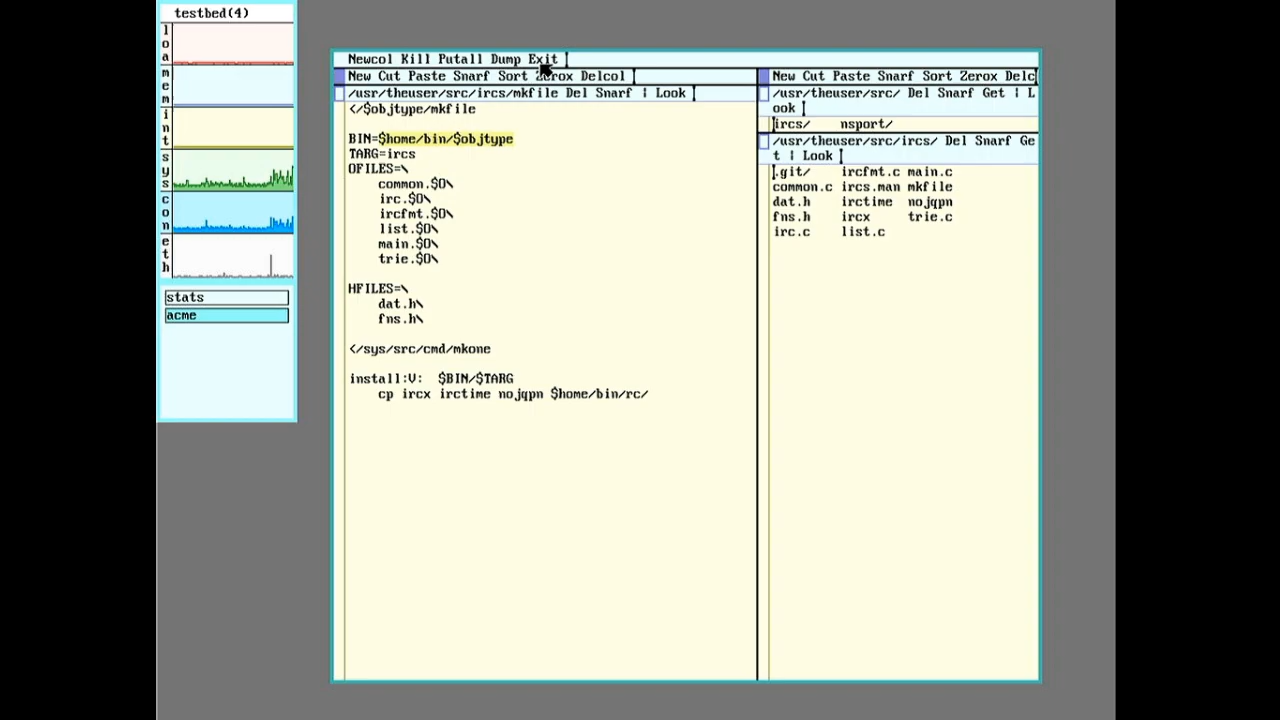 testbed(4)
loa
mem
int
sys
con
eth
stats
acme
Newcol Kill Putall Dump Exit
New Cut Paste Snarf Sort Zerox Delcol
/usr/theuser/src/ircs/mkfile Del Snarf | Look
</$objtype/mkfile
BIN=$home/bin/$objtype
TARG=ircs
OFILES=\
common.$O\
irc.$O\
ircfmt.$O\
list.$O\
main.$O\
trie.$O\
HFILES=\
dat.h\
fns.h\
</sys/src/cmd/mkone
install:V: $BIN/$TARG
cp ircx irctime nojqpn $home/bin/rc/
New Cut Paste Snarf Sort Zerox Delc
/usr/theuser/src/ Del Snarf Get | L
ook
ircs/ nsport/
/usr/theuser/src/ircs/ Del Snarf Ge
t | Look
.git/ ircfmt.c main.c
common.c ircs.man mkfile
dat.h irctime nojqpn
fns.h ircx trie.c
irc.c list.c